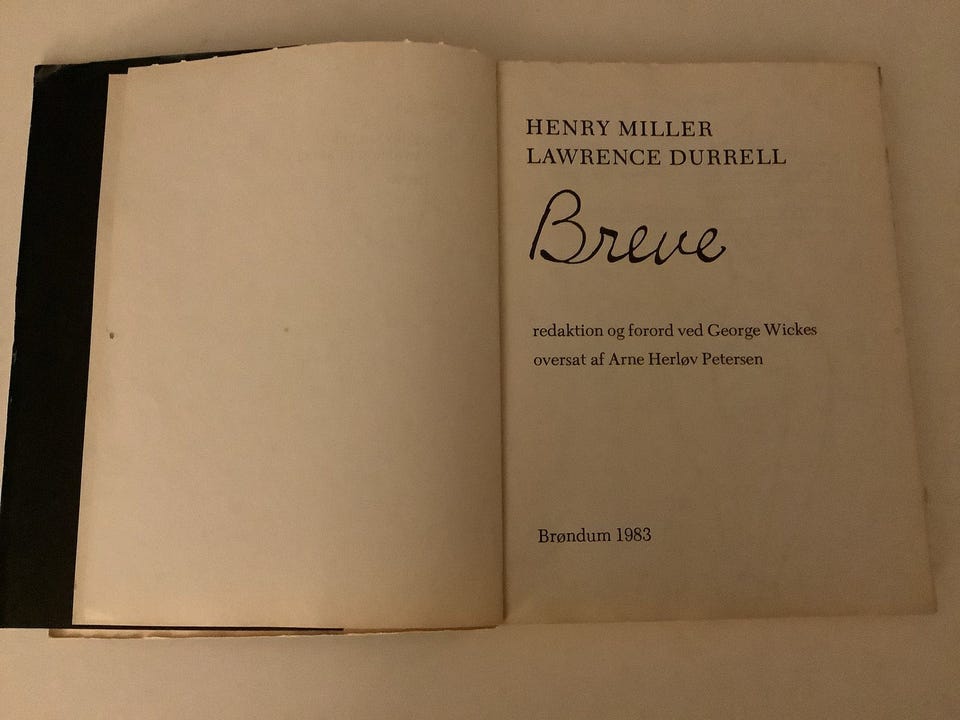 HENRY MILLER
LAWRENCE DURRELL
Breve
redaktion og forord ved George Wickes
oversat af Arne Herløv Petersen
Brøndum 1983